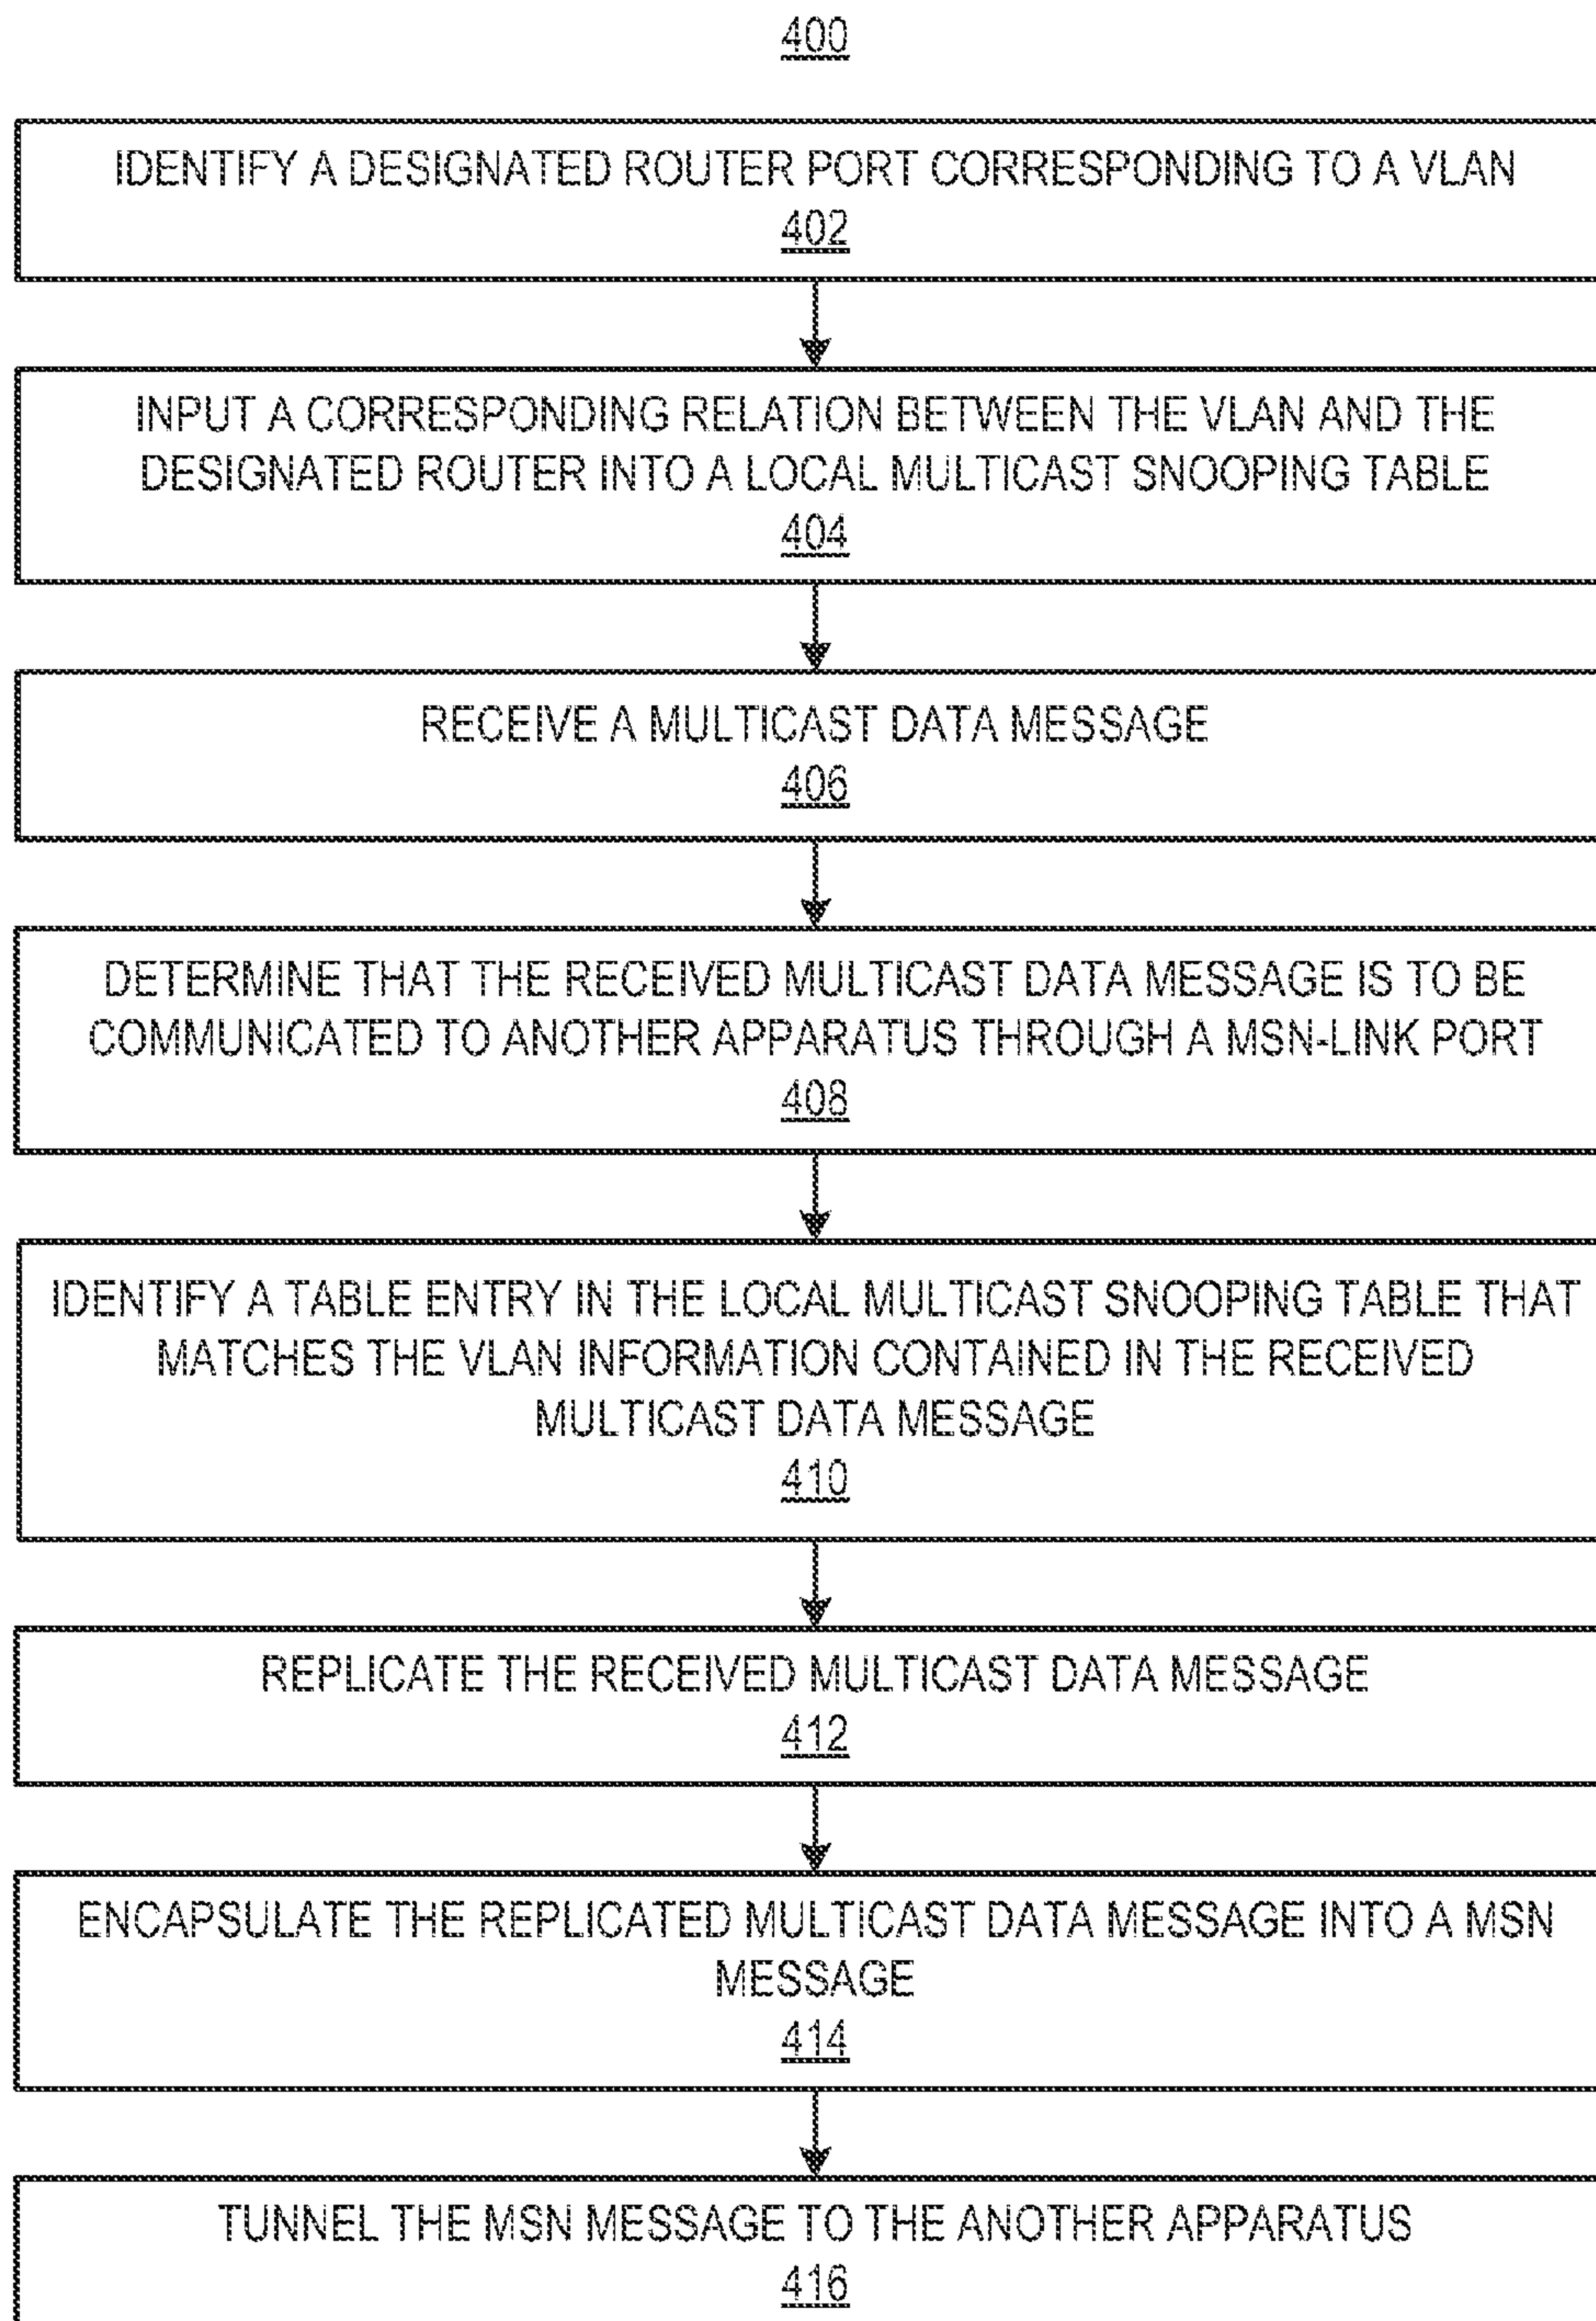 400
IDENTIFY A DESIGNATED ROUTER PORT CORRESPONDING TO A VLAN
402
INPUT A CORRESPONDING RELATION BETWEEN THE VLAN AND THE
DESIGNATED ROUTER INTO A LOCAL MULTICAST SNOOPING TABLE
404
RECEIVE A MULTICAST DATA MESSAGE
406
DETERMINE THAT THE RECEIVED MULTICAST DATA MESSAGE IS TO BE
COMMUNICATED TO ANOTHER APPARATUS THROUGH A MSN-LINK PORT
408
IDENTIFY A TABLE ENTRY IN THE LOCAL MULTICAST SNOOPING TABLE THAT
MATCHES THE VLAN INFORMATION CONTAINED IN THE RECEIVED
MULTICAST DATA MESSAGE
410
REPLICATE THE RECEIVED MULTICAST DATA MESSAGE
412
ENCAPSULATE THE REPLICATED MULTICAST DATA MESSAGE INTO A MSN
MESSAGE
414
TUNNEL THE MSN MESSAGE TO THE ANOTHER APPARATUS
416